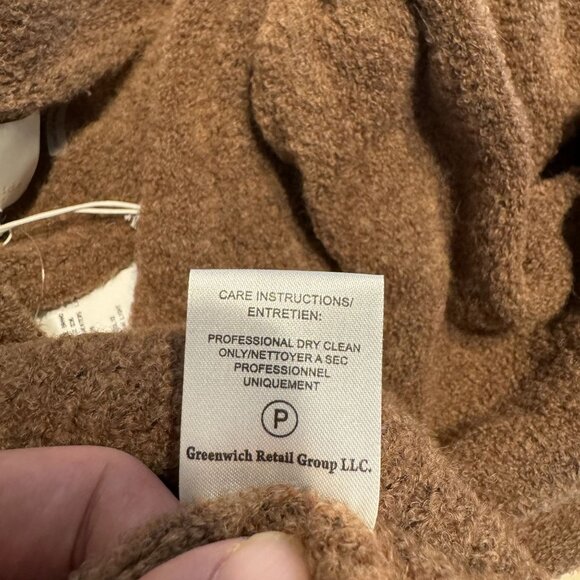 CARE INSTRUCTIONS/
ENTRETIEN:
PROFESSIONAL DRY CLEAN
ONLY/NETTOYER A SEC
PROFESSIONNEL
UNIQUEMENT
P
Greenwich Retail Group LLC.